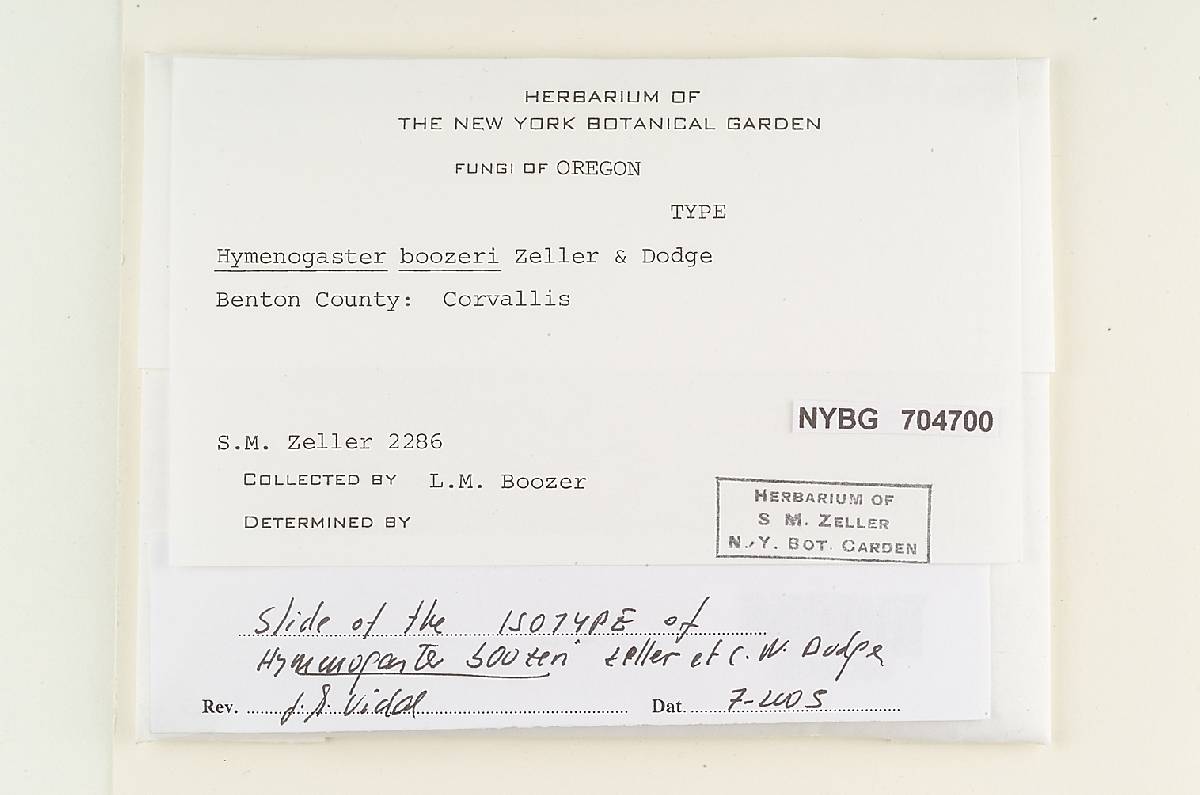 HERBARIUM OF
THE NEW YORK BOTANICAL GARDEN
FUNGI OF OREGON
TYPE
Hymenogaster boozeri Zeller & Dodge
Benton County: Corvallis
NYBG 704700
S.M. Zeller 2286
COLLECTED BY L.M. Boozer
DETERMINED BY
HERBARIUM OF
S M. ZELLER
N. Y. BOT. GARDEN
Slide of the ISOTYPE of
Hymenogaster boozeri zeller et C. W. Dodge
Rev. J. S. Vidal Dat. 7-2005